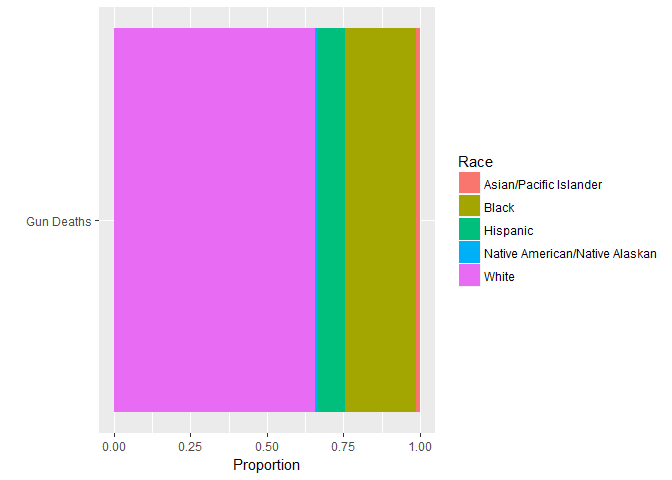 Gun Deaths
0.00 0.25 0.50 0.75 1.00
Proportion
Race
Asian/Pacific Islander
Black
Hispanic
Native American/Native Alaskan
White